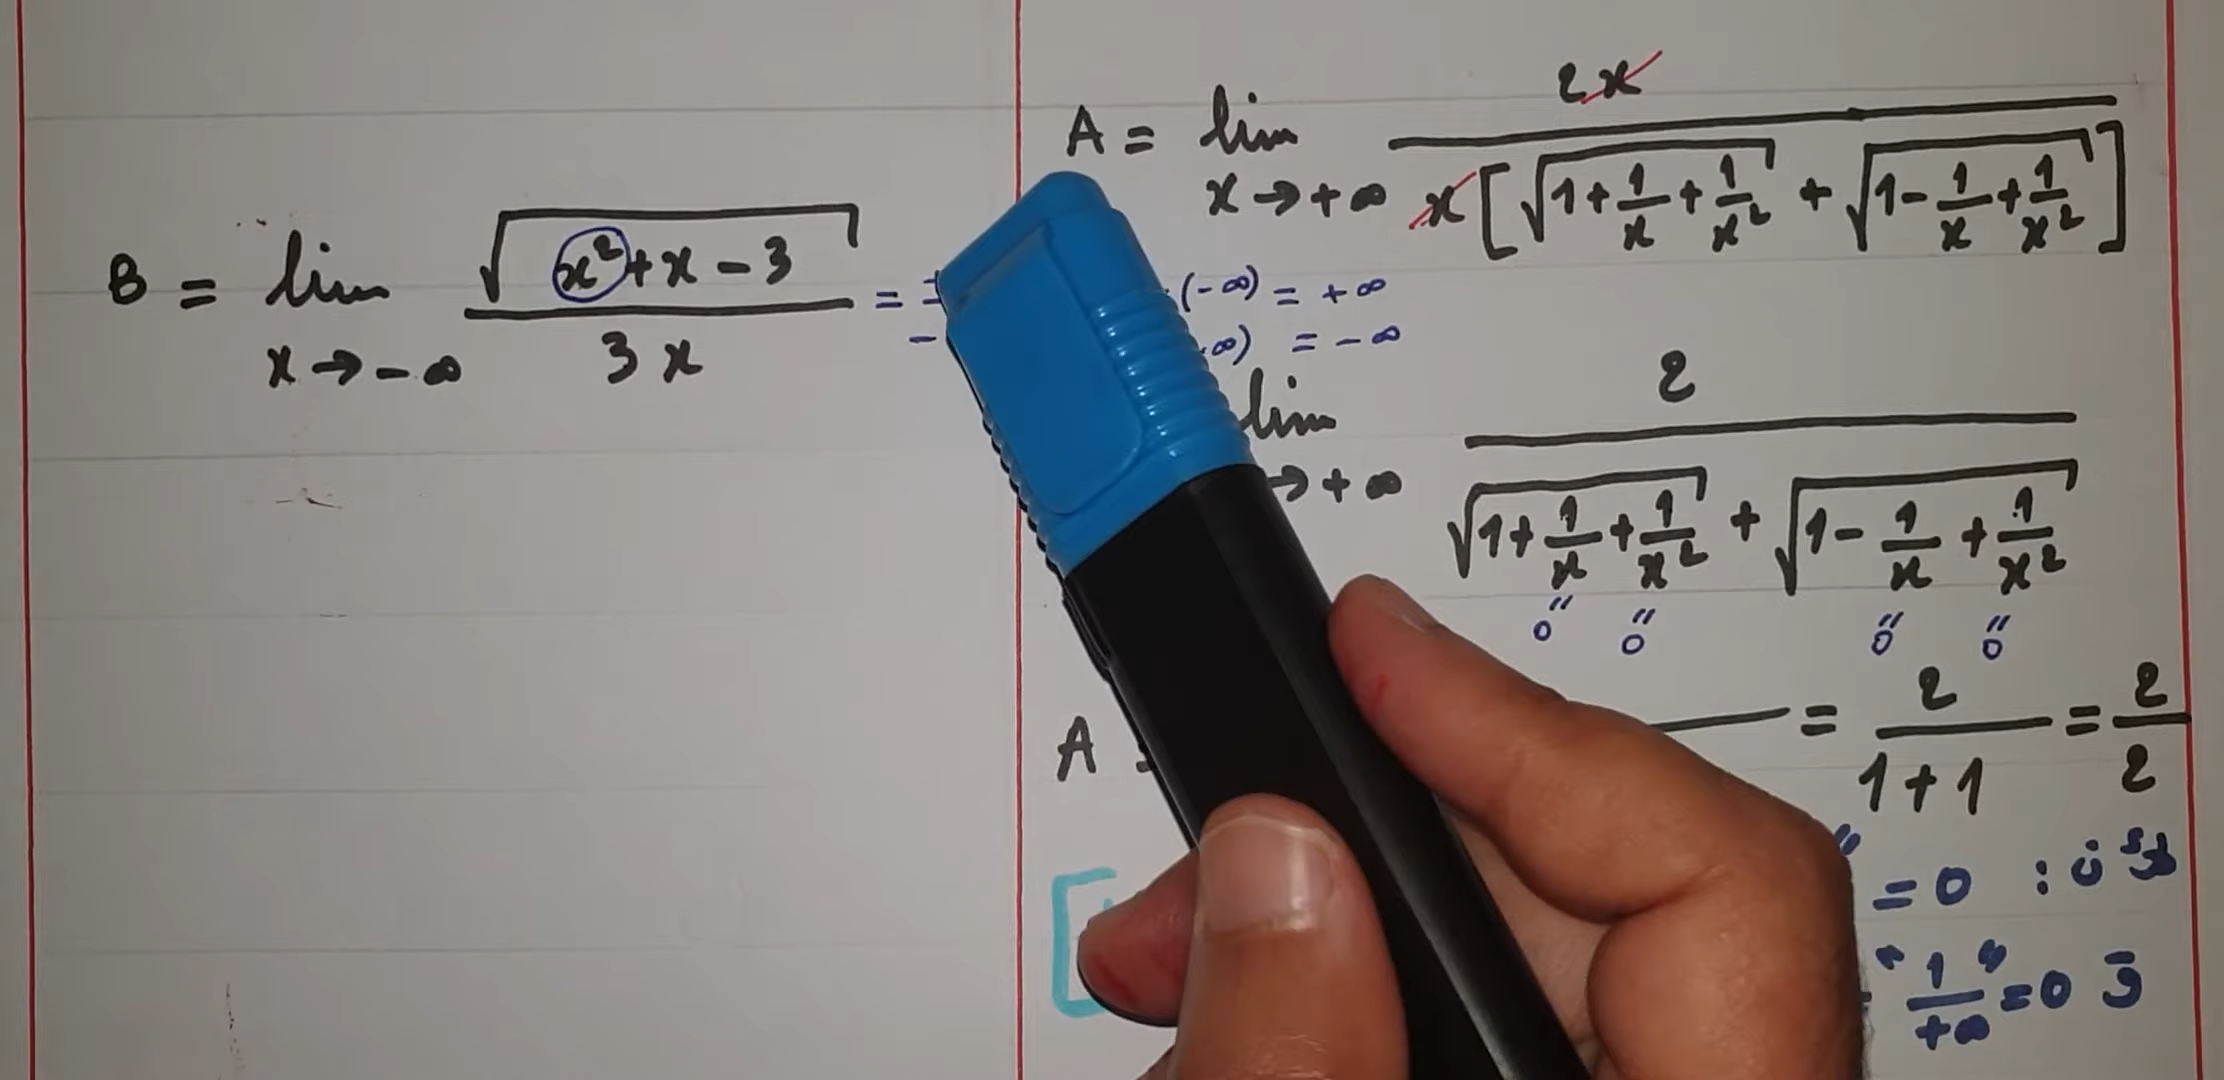 B = lim x→-∞ √(x²+x-3) / 3x =
A = lim x→+∞ 2x / x[√(1+1/x+1/x²) + √(1-1/x+1/x²)]
(-∞) = +∞
∞) = -∞
lim →+∞ 2 / √(1+1/x+1/x²) + √(1-1/x+1/x²)
0 0 0 0
A = 2/(1+1) = 2/2
= 0 :
"1/+∞" = 0